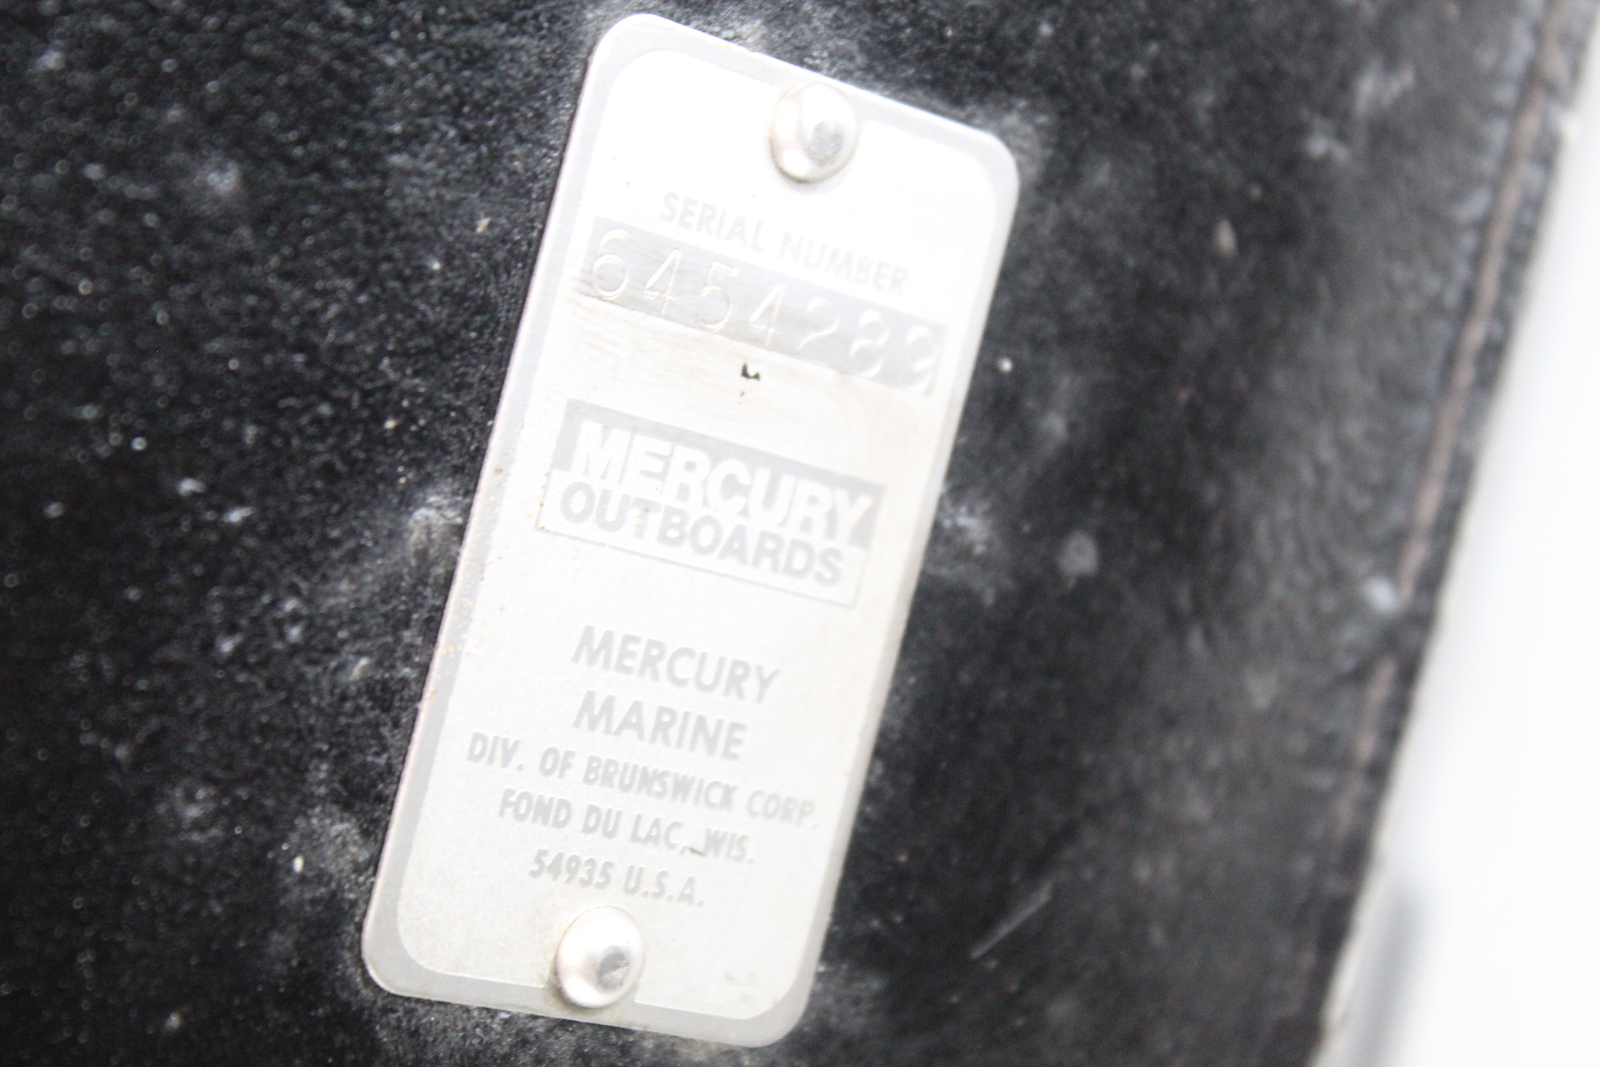 SERIAL NUMBER
6454289
MERCURY
OUTBOARDS
MERCURY
MARINE
DIV. OF BRUNSWICK CORP.
FOND DU LAC, WIS.
54935 U.S.A.